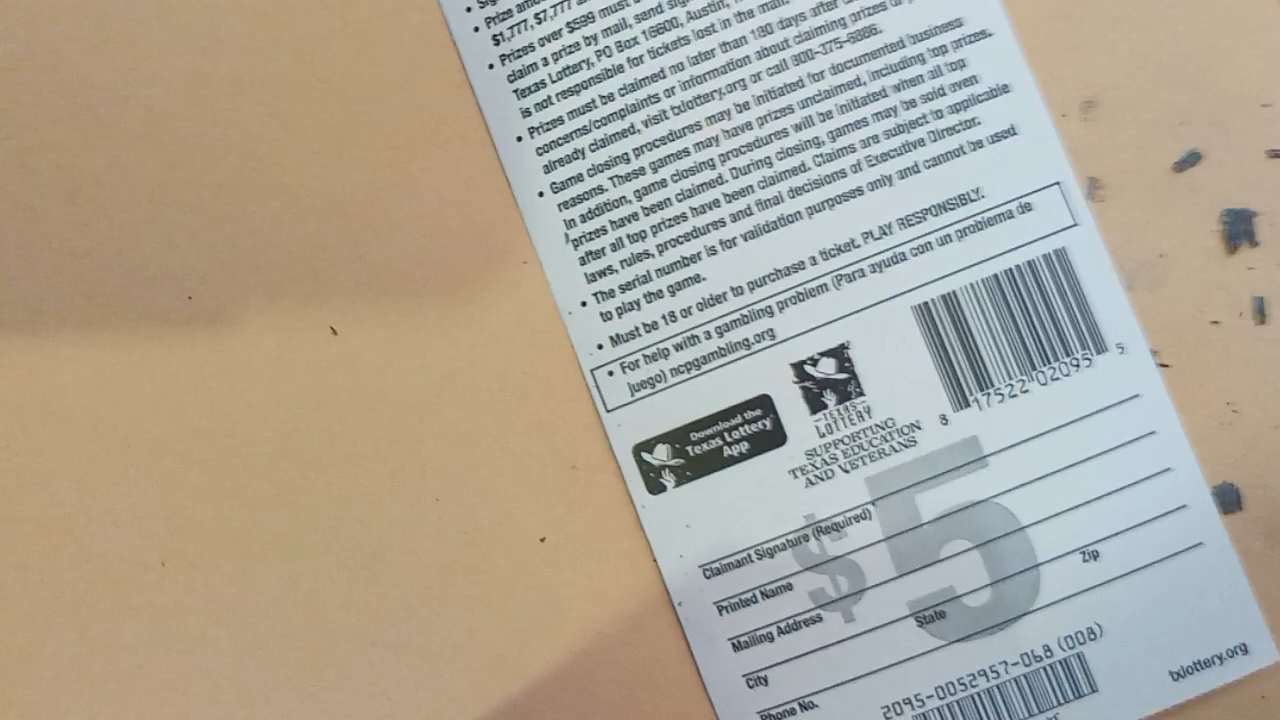 • Prize
$1,777, $7,777
• Prizes over $599 must
claim a prize by mail, send
Texas Lottery, PO Box 16600, Austin,
is not responsible for tickets lost in the mail.
• Prizes must be claimed no later than 180 days after
concerns/complaints or information about claiming prizes
already claimed, visit txlottery.org or call 800-375-6886.
• Game closing procedures may be initiated for documented business
reasons. These games may have prizes unclaimed, including top prizes.
In addition, game closing procedures will be initiated when all top
prizes have been claimed. During closing, games may be sold even
after all top prizes have been claimed. Claims are subject to applicable
laws, rules, procedures and final decisions of Executive Director.
• The serial number is for validation purposes only and cannot be used
to play the game.
• Must be 18 or older to purchase a ticket. PLAY RESPONSIBLY.
• For help with a gambling problem (Para ayuda con un problema de
juego) ncpgambling.org
Download the
Texas Lottery
App
TEXAS
LOTTERY
SUPPORTING
TEXAS EDUCATION
AND VETERANS
8 17522 02095 5
$5
Claimant Signature (Required)
Printed Name
Mailing Address
City State Zip
Phone No.
2095-0052957-068 (008)
txlottery.org